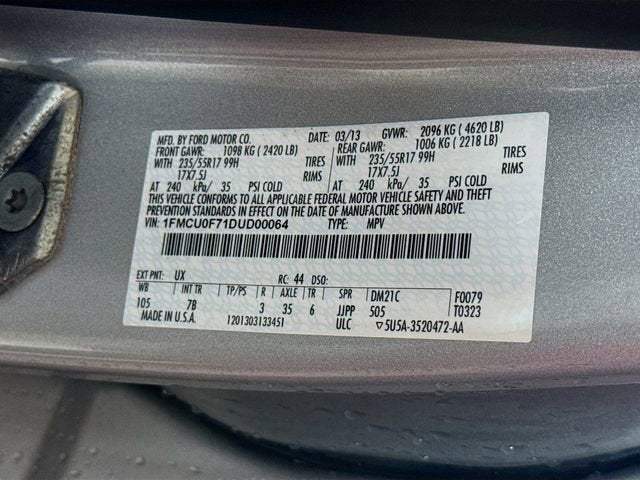 MFD. BY FORD MOTOR CO. DATE: 03/13 GVWR: 2096 KG ( 4620 LB)
FRONT GAWR: 1098 KG ( 2420 LB) REAR GAWR: 1006 KG ( 2218 LB)
WITH 235/55R17 99H TIRES WITH 235/55R17 99H TIRES
17X7.5J RIMS 17X7.5J RIMS
AT 240 kPa/ 35 PSI COLD AT 240 kPa/ 35 PSI COLD
THIS VEHICLE CONFORMS TO ALL APPLICABLE FEDERAL MOTOR VEHICLE SAFETY AND THEFT
PREVENTION STANDARDS IN EFFECT ON THE DATE OF MANUFACTURE SHOWN ABOVE.
1FMCU0F71DUD00064 TYPE: MPV
EXT PNT: UX RC: 44 DSO:
WB INT TR TP/PS R AXLE TR SPR DM21C F0079
105 7B 3 35 6 JJPP 505 T0323
MADE IN U.S.A. 1201303133451 ULC ▽5U5A-3520472-AA